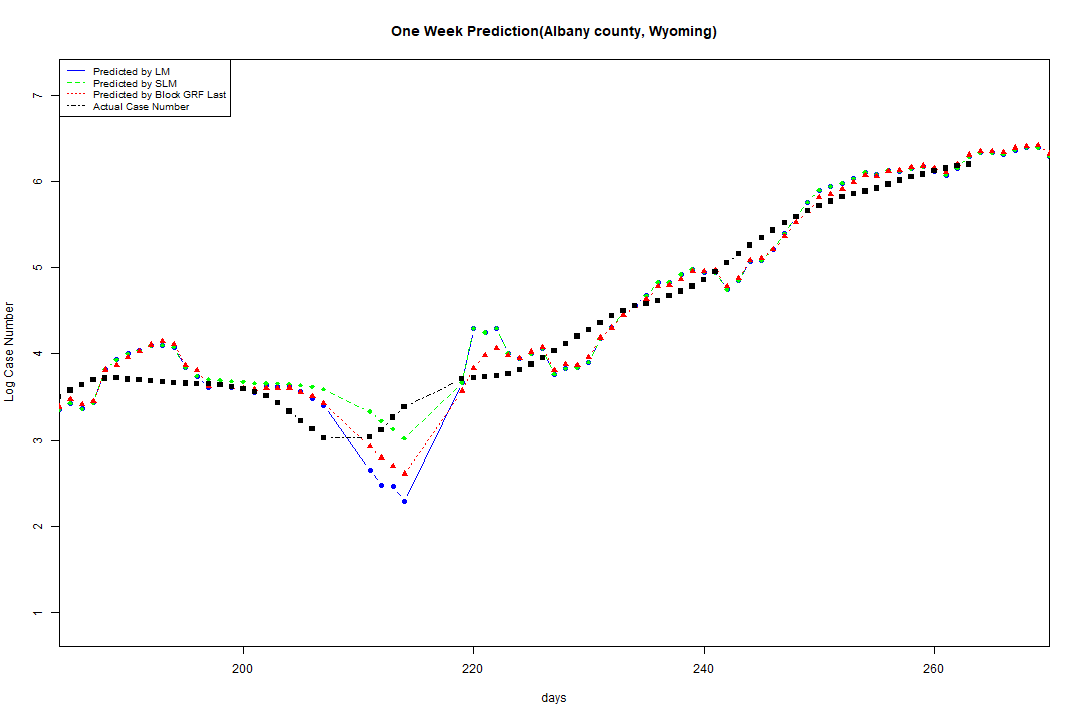 One Week Prediction(Albany county, Wyoming)
Predicted by LM
Predicted by SLM
Predicted by Block GRF Last
Actual Case Number
7
6
5
4
3
2
1
Log Case Number
200 220 240 260
days